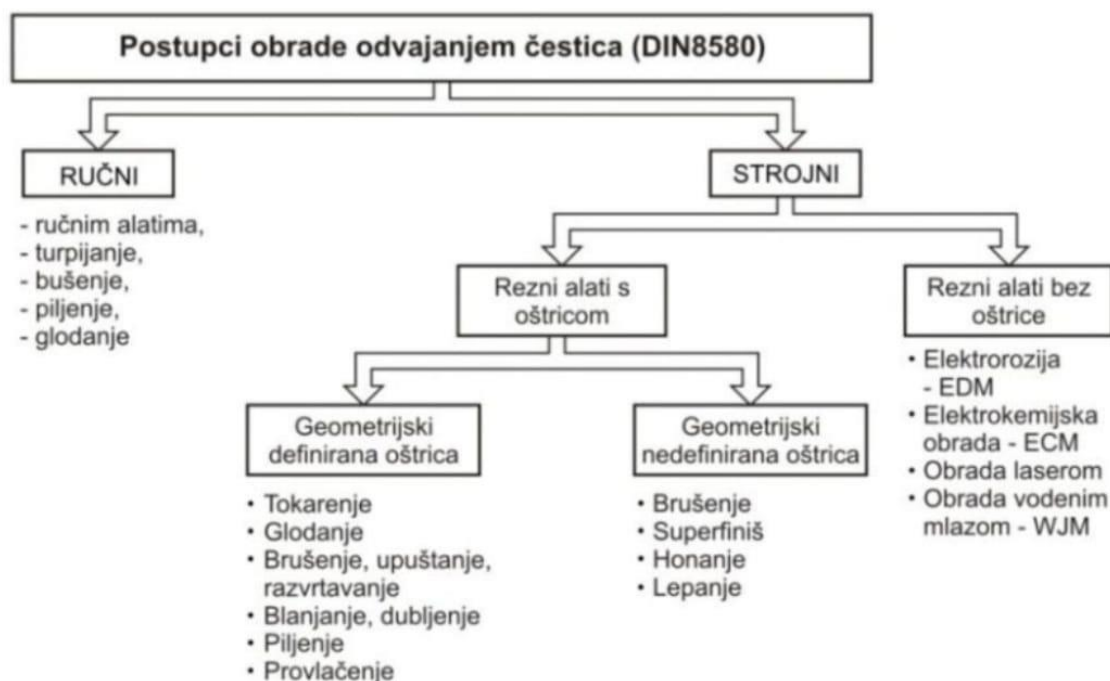 Postupci obrade odvajanjem čestica (DIN8580)
RUČNI
- ručnim alatima,
- turpijanje,
- bušenje,
- piljenje,
- glodanje
STROJNI
Rezni alati s
oštricom
Rezni alati bez
oštrice
• Elektrorozija
- EDM
• Elektrokemijska
obrada - ECM
• Obrada laserom
• Obrada vodenim
mlazom - WJM
Geometrijski
definirana oštrica
• Tokarenje
• Glodanje
• Brušenje, upuštanje,
razvrtavanje
• Blanjanje, dubljenje
• Piljenje
• Provlačenje
Geometrijski
nedefinirana oštrica
• Brušenje
• Superfiniš
• Honanje
• Lepanje